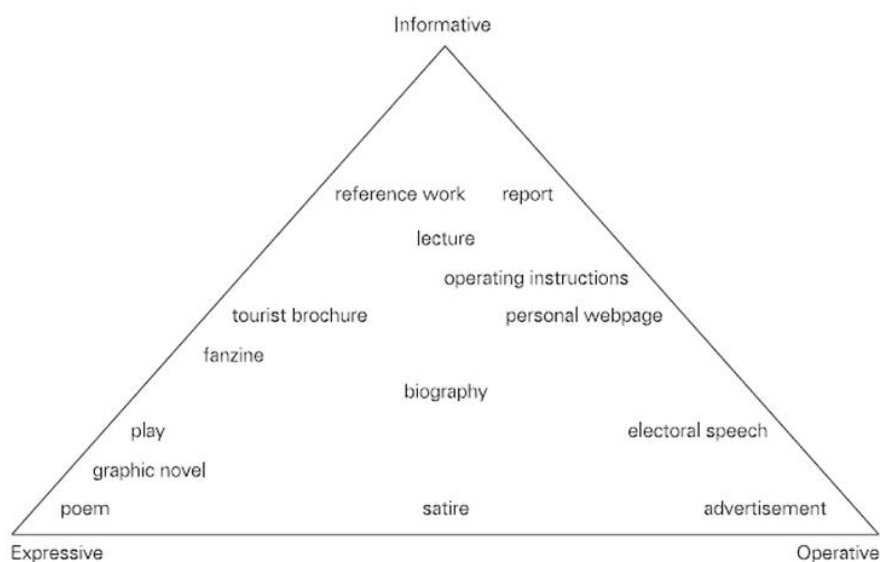 Informative
reference work report
lecture
operating instructions
tourist brochure personal webpage
fanzine
biography
play electoral speech
graphic novel
poem satire advertisement
Expressive Operative